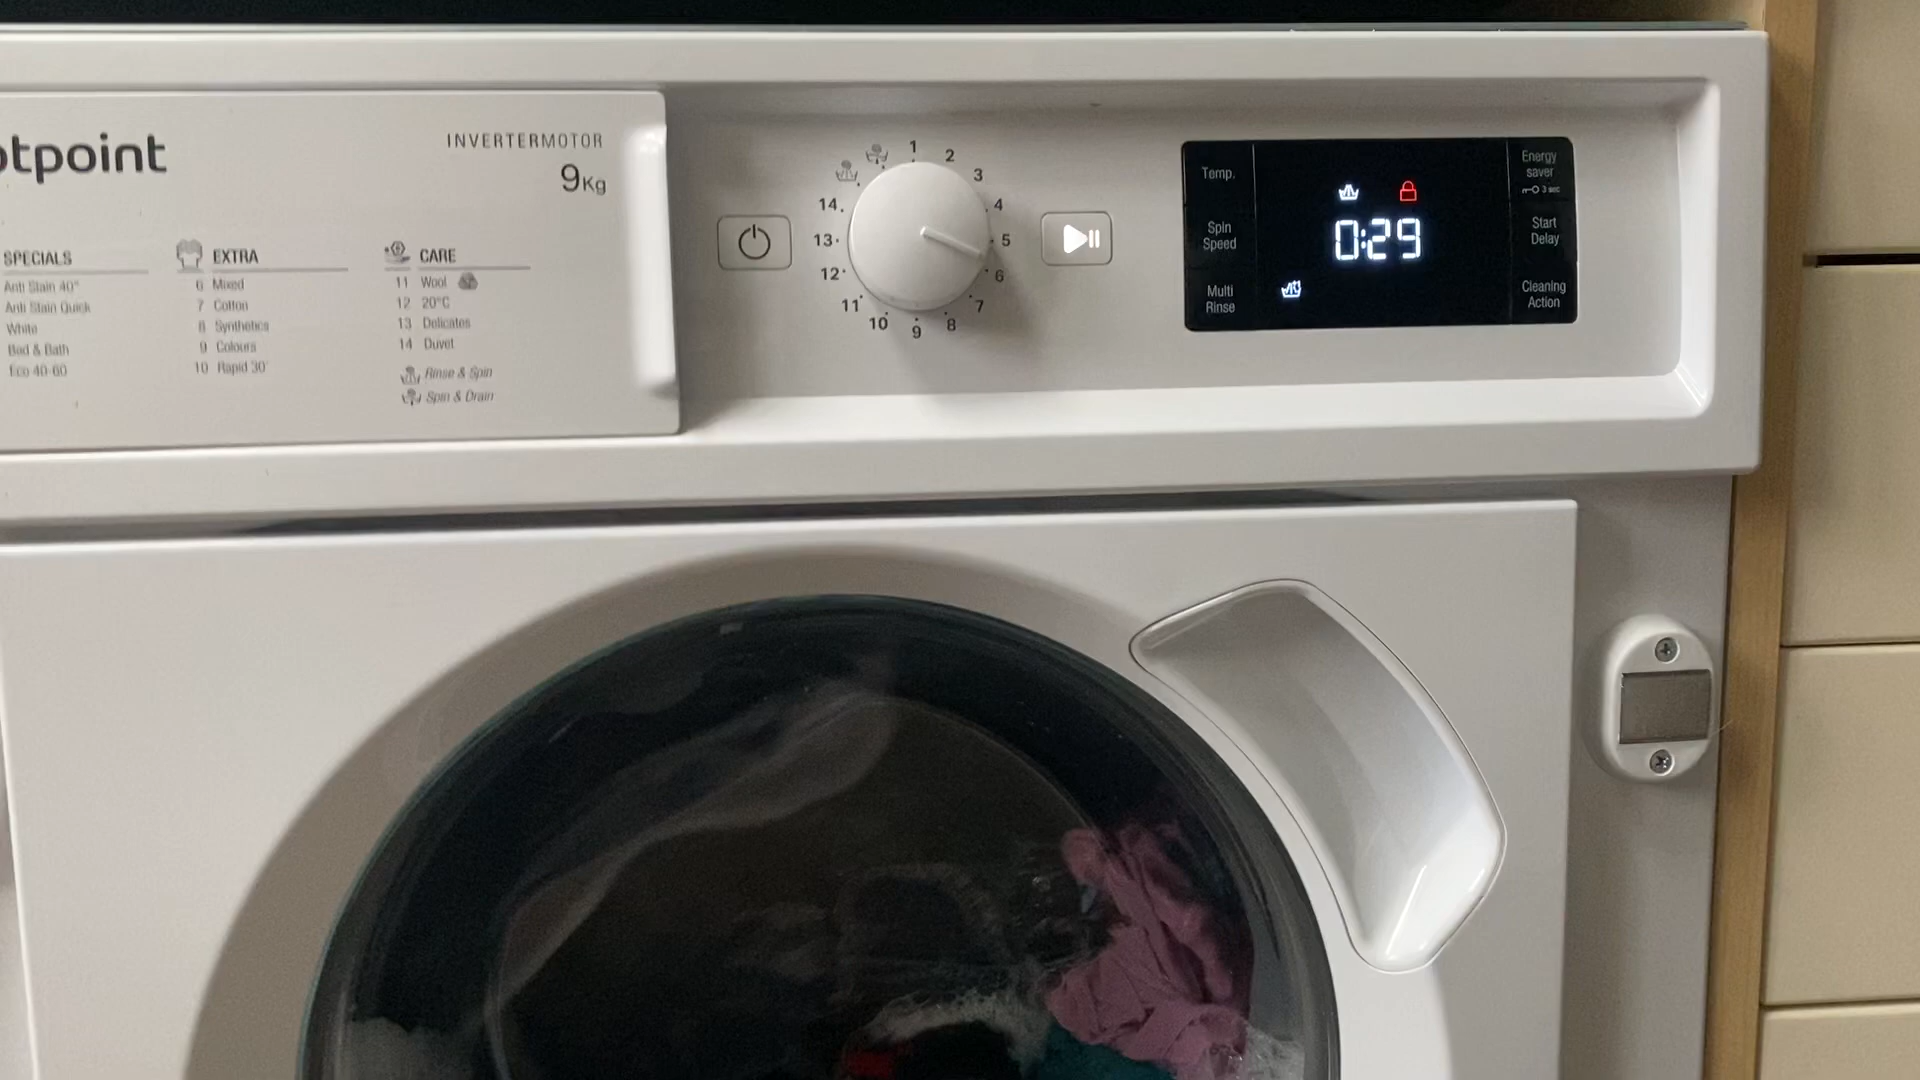 otpoint
INVERTERMOTOR
9Kg
SPECIALS
Anti Stain 40°
Anti Stain Quick
White
Bed & Bath
Eco 40-60
EXTRA
6 Mixed
7 Cotton
8 Synthetics
9 Colours
10 Rapid 30'
CARE
11 Wool
12 20°C
13 Delicates
14 Duvet
Rinse & Spin
Spin & Drain
1
2
3
4
5
6
7
8
9
10
11
12
13
14
Temp.
Spin
Speed
Multi
Rinse
0:29
Energy
saver
3 sec
Start
Delay
Cleaning
Action